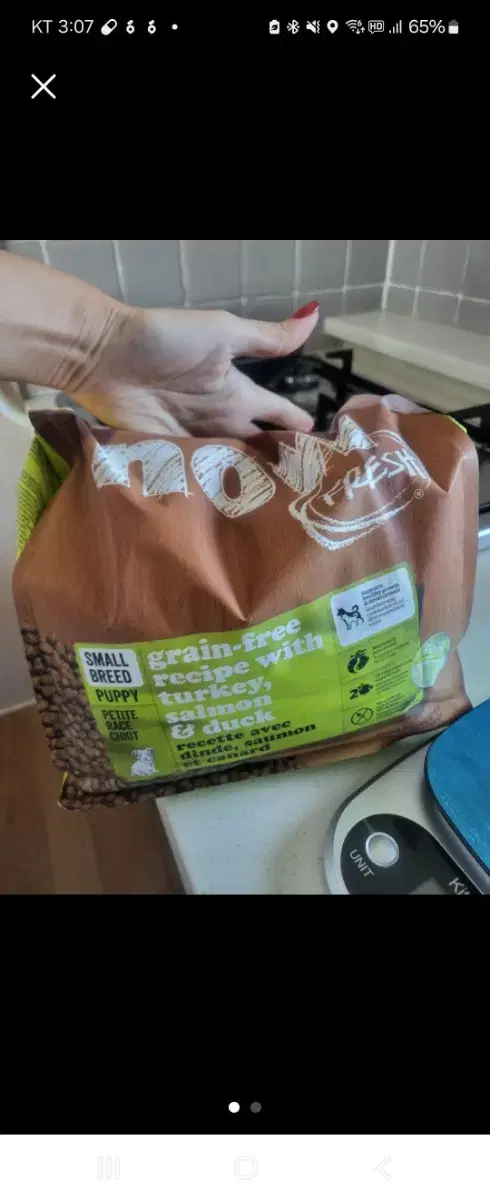 KT 3:07
HD
65%
now
FRESH
®
SMALL
BREED
PUPPY
PETITE
RACE
CHIOT
grain-free
recipe with
turkey,
salmon
& duck
recette avec
dinde, saumon
et canard
UNIT